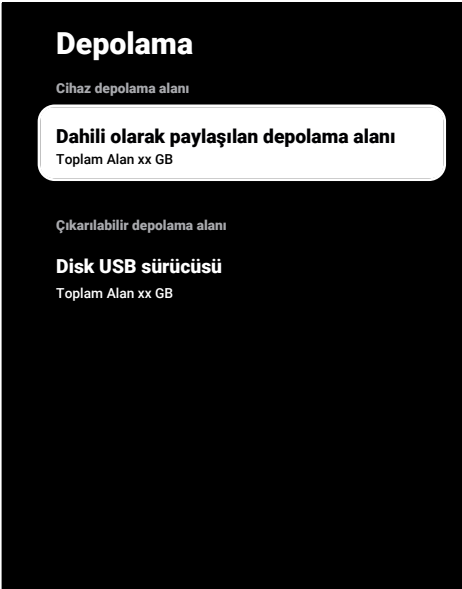 Depolama
Cihaz depolama alanı
Dahili olarak paylaşılan depolama alanı
Toplam Alan xx GB
Çıkarılabilir depolama alanı
Disk USB sürücüsü
Toplam Alan xx GB